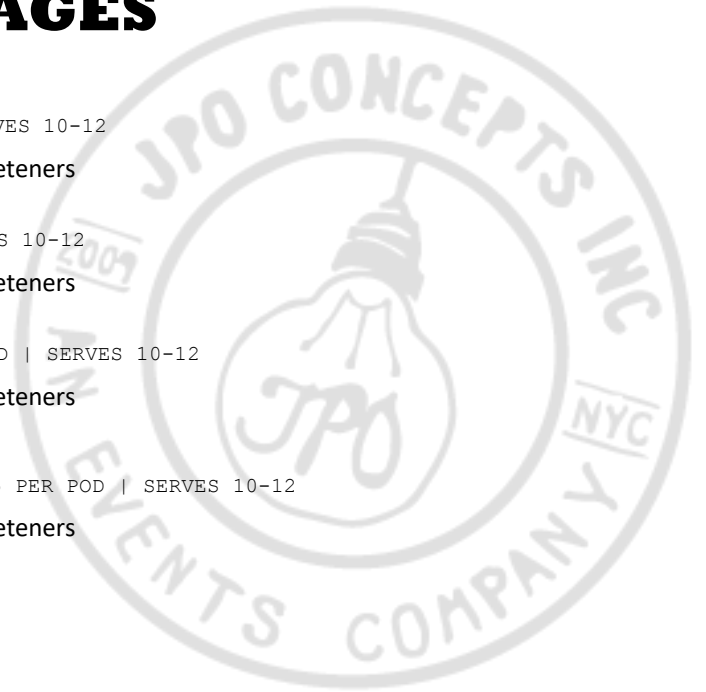 AGES
VES 10-12
eteners
S 10-12
eteners
D | SERVES 10-12
eteners
PER POD | SERVES 10-12
eteners
JPO CONCEPTS INC
2009
NYC
JPO
AN EVENTS COMPANY